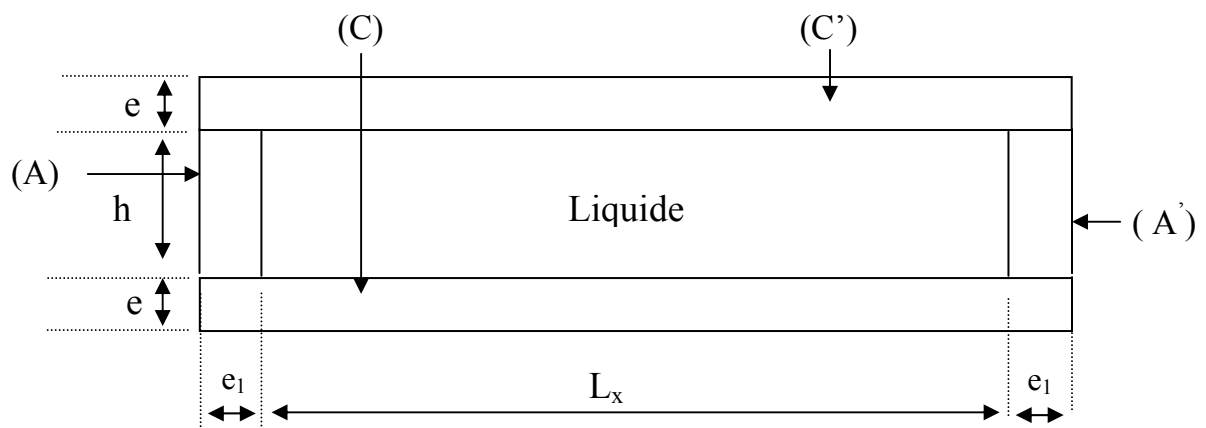 (C) (C’)
e
(A)
h
Liquide
( A’)
e
e1 Lx e1